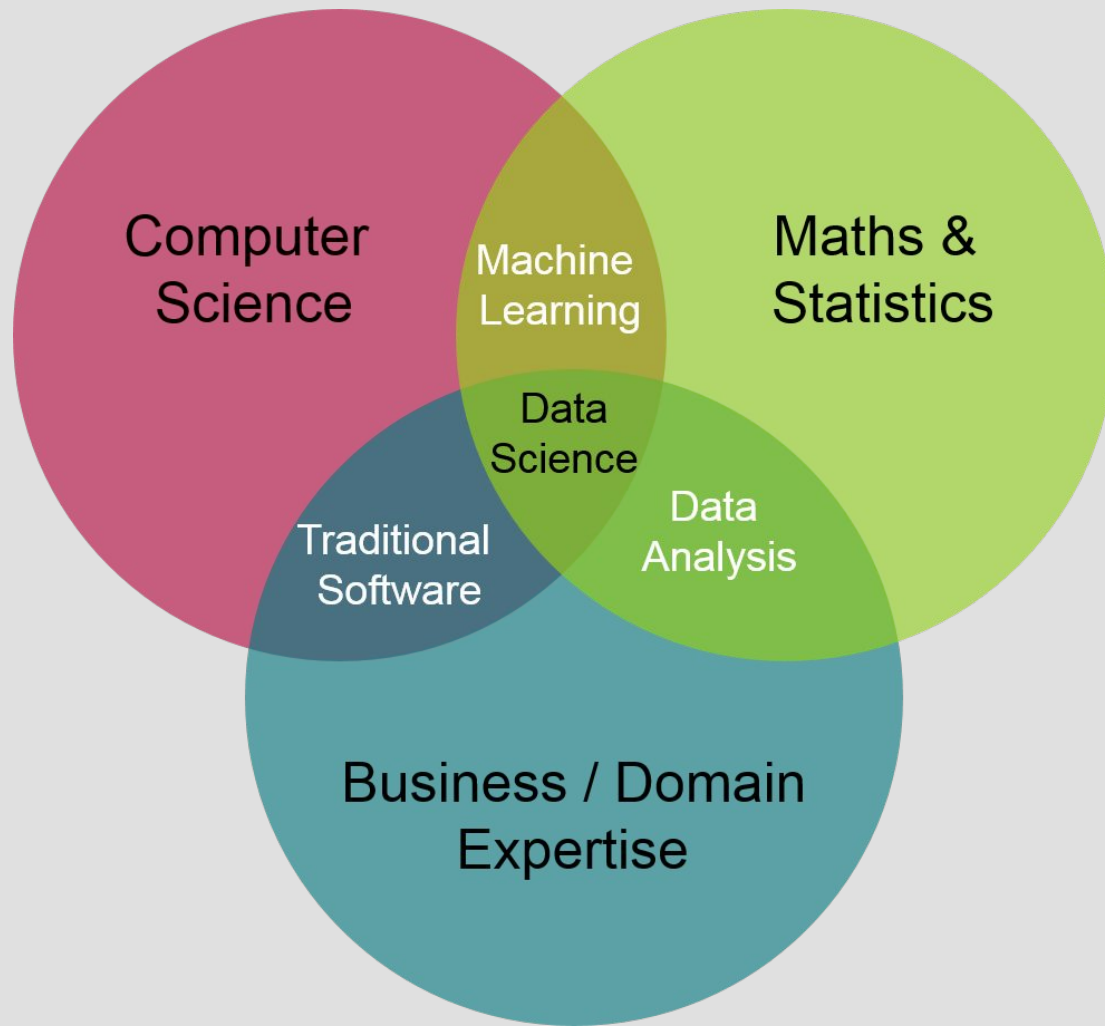 Computer
Science
Maths &
Statistics
Machine
Learning
Data
Science
Traditional
Software
Data
Analysis
Business / Domain
Expertise